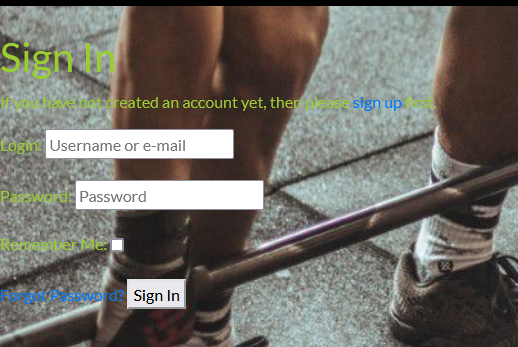 Sign In
If you have not created an account yet, then please sign up first.
Login: Username or e-mail
Password: Password
Remember Me:
Forgot Password? Sign In